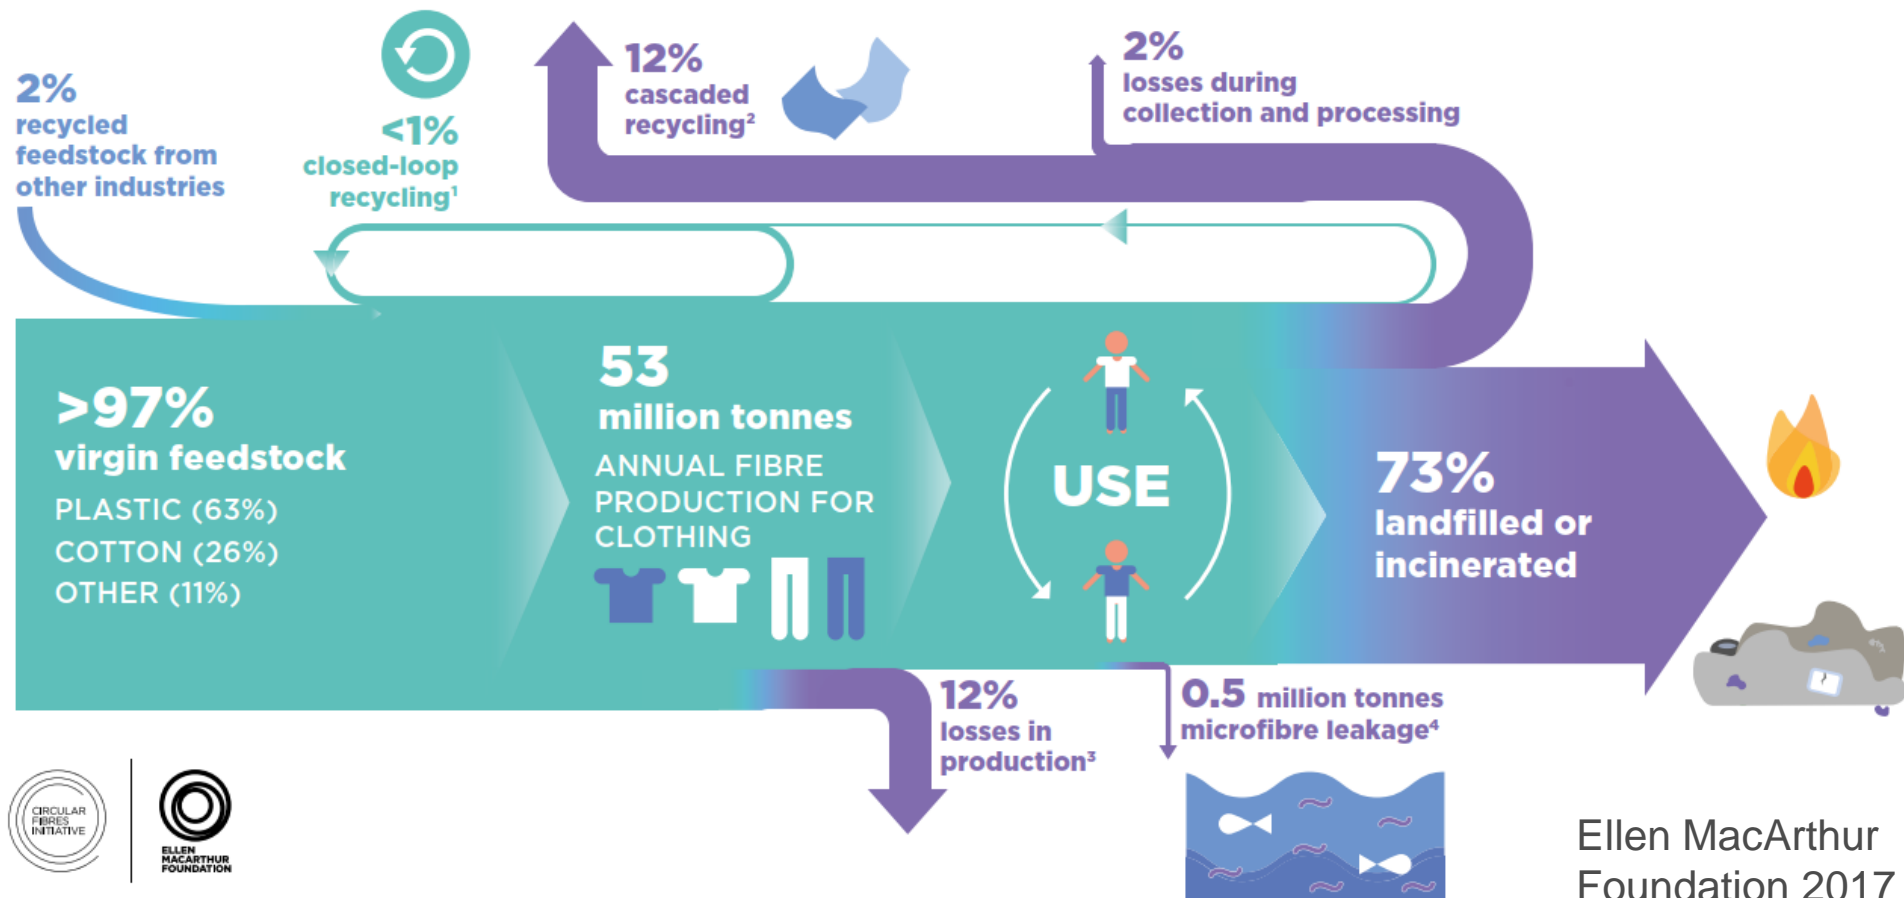 2%
recycled
feedstock from
other industries
<1%
closed-loop
recycling¹
12%
cascaded
recycling²
2%
losses during
collection and processing
>97%
virgin feedstock
PLASTIC (63%)
COTTON (26%)
OTHER (11%)
53
million tonnes
ANNUAL FIBRE
PRODUCTION FOR
CLOTHING
USE
73%
landfilled or
incinerated
12%
losses in
production³
0.5 million tonnes
microfibre leakage⁴
CIRCULAR
FIBRES
INITIATIVE
ELLEN
MACARTHUR
FOUNDATION
Ellen MacArthur
Foundation 2017